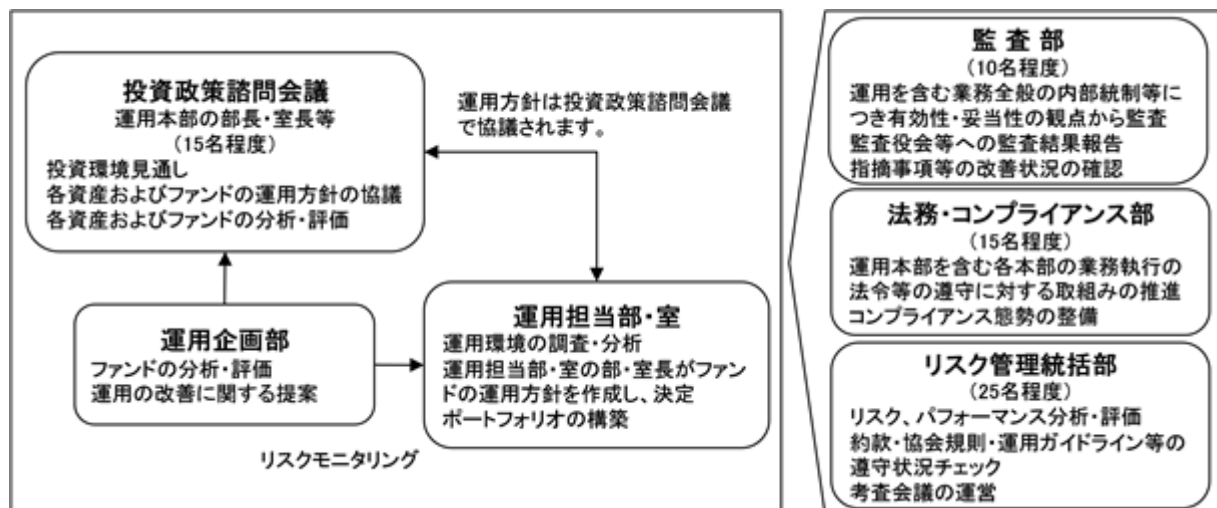 投資政策諮問会議
運用本部の部長・室長等
(15名程度)
投資環境見通し
各資産およびファンドの運用方針の協議
各資産およびファンドの分析・評価
運用方針は投資政策諮問会議
で協議されます。
運用企画部
ファンドの分析・評価
運用の改善に関する提案
運用担当部・室
運用環境の調査・分析
運用担当部・室の部・室長がファン
ドの運用方針を作成し、決定
ポートフォリオの構築
リスクモニタリング
監 査 部
(10名程度)
運用を含む業務全般の内部統制等に
つき有効性・妥当性の観点から監査
監査役会等への監査結果報告
指摘事項等の改善状況の確認
法務・コンプライアンス部
(15名程度)
運用本部を含む各本部の業務執行の
法令等の遵守に対する取組みの推進
コンプライアンス態勢の整備
リスク管理統括部
(25名程度)
リスク、パフォーマンス分析・評価
約款・協会規則・運用ガイドライン等の
遵守状況チェック
考査会議の運営